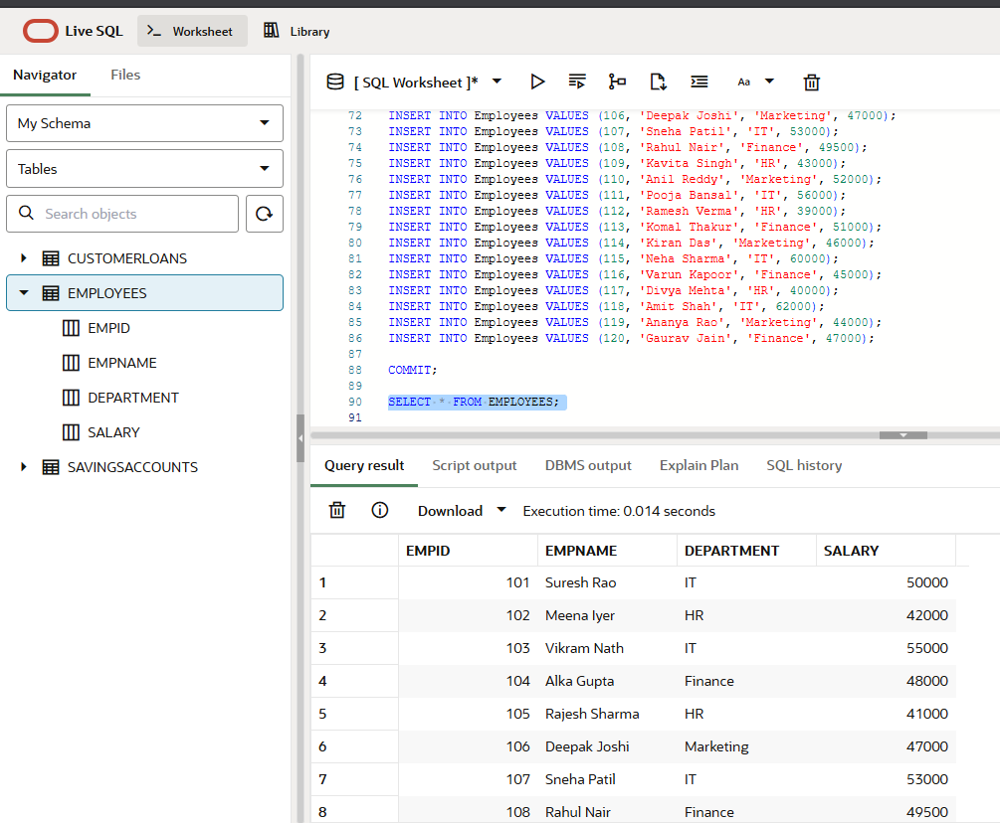 Live SQL
Worksheet
Library
Navigator
Files
My Schema
Tables
Search objects
CUSTOMERLOANS
EMPLOYEES
EMPID
EMPNAME
DEPARTMENT
SALARY
SAVINGSACCOUNTS
[ SQL Worksheet ]*
Aa
72 INSERT INTO Employees VALUES (106, 'Deepak Joshi', 'Marketing', 47000);
73 INSERT INTO Employees VALUES (107, 'Sneha Patil', 'IT', 53000);
74 INSERT INTO Employees VALUES (108, 'Rahul Nair', 'Finance', 49500);
75 INSERT INTO Employees VALUES (109, 'Kavita Singh', 'HR', 43000);
76 INSERT INTO Employees VALUES (110, 'Anil Reddy', 'Marketing', 52000);
77 INSERT INTO Employees VALUES (111, 'Pooja Bansal', 'IT', 56000);
78 INSERT INTO Employees VALUES (112, 'Ramesh Verma', 'HR', 39000);
79 INSERT INTO Employees VALUES (113, 'Komal Thakur', 'Finance', 51000);
80 INSERT INTO Employees VALUES (114, 'Kiran Das', 'Marketing', 46000);
81 INSERT INTO Employees VALUES (115, 'Neha Sharma', 'IT', 60000);
82 INSERT INTO Employees VALUES (116, 'Varun Kapoor', 'Finance', 45000);
83 INSERT INTO Employees VALUES (117, 'Divya Mehta', 'HR', 40000);
84 INSERT INTO Employees VALUES (118, 'Amit Shah', 'IT', 62000);
85 INSERT INTO Employees VALUES (119, 'Ananya Rao', 'Marketing', 44000);
86 INSERT INTO Employees VALUES (120, 'Gaurav Jain', 'Finance', 47000);
87
88 COMMIT;
89
90 SELECT * FROM EMPLOYEES;
91
Query result Script output DBMS output Explain Plan SQL history
Download Execution time: 0.014 seconds
EMPID EMPNAME DEPARTMENT SALARY
1 101 Suresh Rao IT 50000
2 102 Meena Iyer HR 42000
3 103 Vikram Nath IT 55000
4 104 Alka Gupta Finance 48000
5 105 Rajesh Sharma HR 41000
6 106 Deepak Joshi Marketing 47000
7 107 Sneha Patil IT 53000
8 108 Rahul Nair Finance 49500